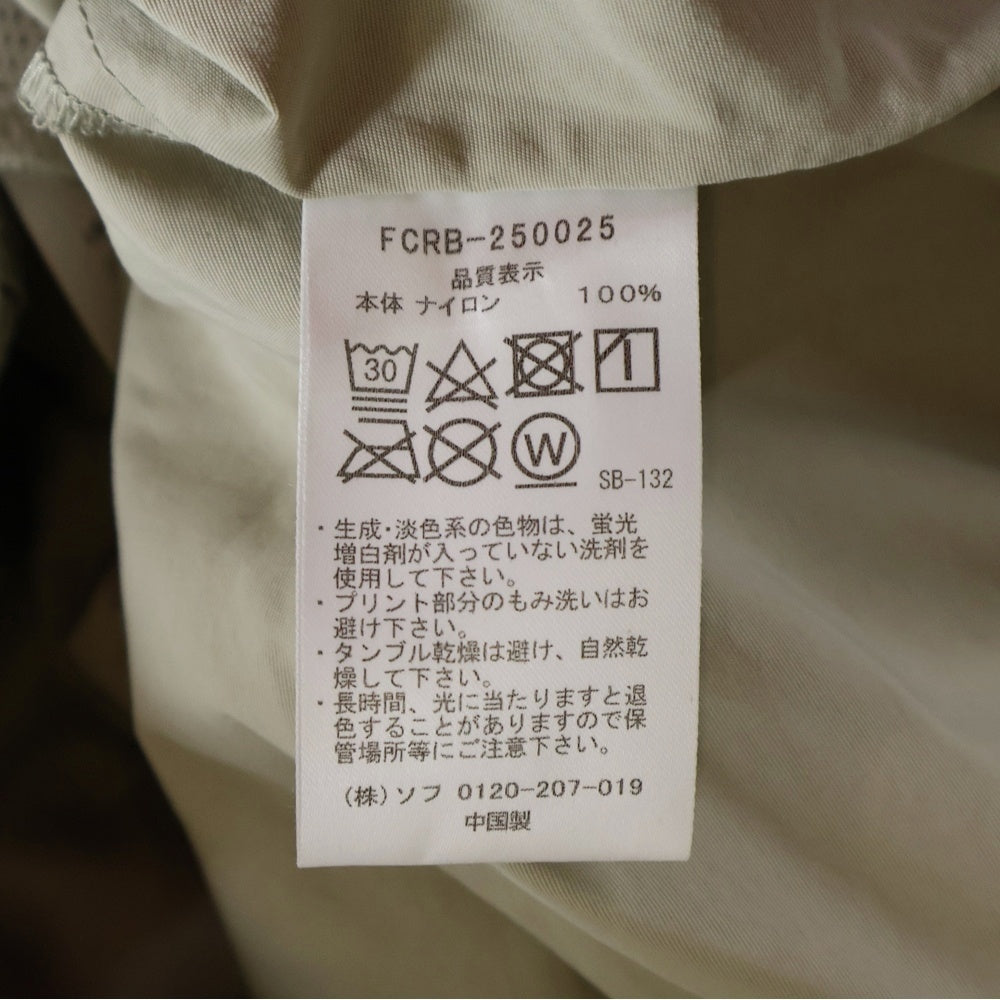 FCRB-250025
品質表示
本体 ナイロン 100%
30
W
SB-132
・生成・淡色系の色物は、蛍光
増白剤が入っていない洗剤を
使用して下さい。
・プリント部分のもみ洗いはお
避け下さい。
・タンブル乾燥は避け、自然乾
燥して下さい。
・長時間、光に当たりますと退
色することがありますので保
管場所等にご注意下さい。
(株)ソフ 0120-207-019
中国製